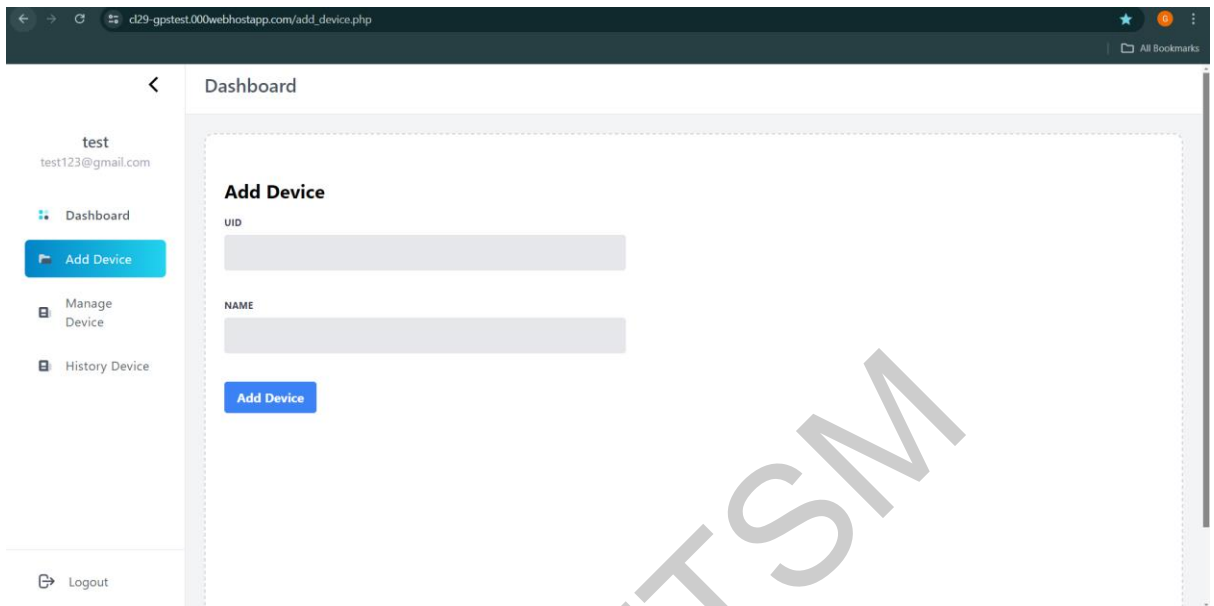 cl29-gpstest.000webhostapp.com/add_device.php
G
All Bookmarks
Dashboard
test
test123@gmail.com
Dashboard
Add Device
Manage
Device
History Device
Logout
Add Device
UID
NAME
Add Device
TSM